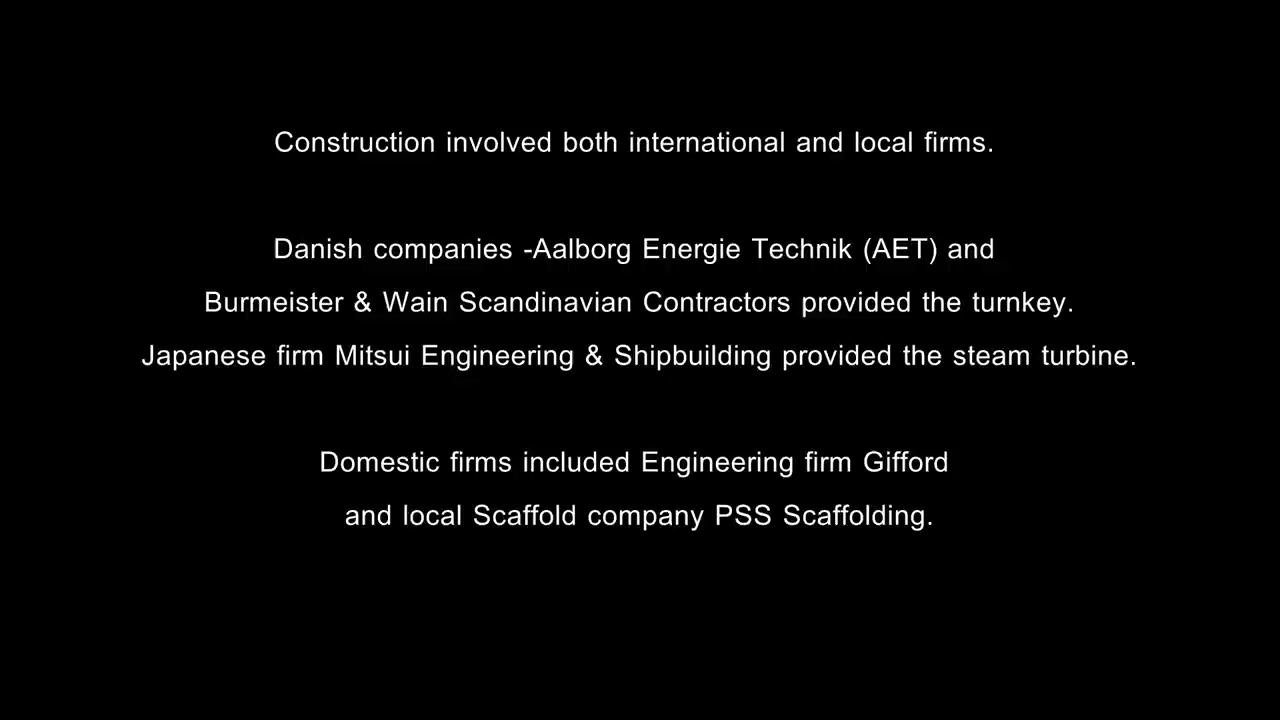 Construction involved both international and local firms.
Danish companies -Aalborg Energie Technik (AET) and
Burmeister & Wain Scandinavian Contractors provided the turnkey.
Japanese firm Mitsui Engineering & Shipbuilding provided the steam turbine.
Domestic firms included Engineering firm Gifford
and local Scaffold company PSS Scaffolding.